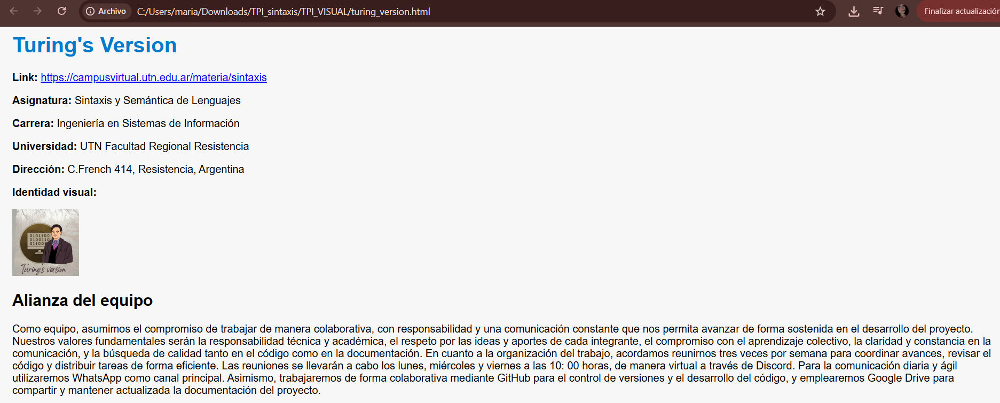 Archivo
C:/Users/maria/Downloads/TPI_sintaxis/TPI_VISUAL/turing_version.html
Finalizar actualización
Turing's Version
Link: https://campusvirtual.utn.edu.ar/materia/sintaxis
Asignatura: Sintaxis y Semántica de Lenguajes
Carrera: Ingeniería en Sistemas de Información
Universidad: UTN Facultad Regional Resistencia
Dirección: C.French 414, Resistencia, Argentina
Identidad visual:
0101100
0100110
01100
Turing's version
Alianza del equipo
Como equipo, asumimos el compromiso de trabajar de manera colaborativa, con responsabilidad y una comunicación constante que nos permita avanzar de forma sostenida en el desarrollo del proyecto.
Nuestros valores fundamentales serán la responsabilidad técnica y académica, el respeto por las ideas y aportes de cada integrante, el compromiso con el aprendizaje colectivo, la claridad y constancia en la
comunicación, y la búsqueda de calidad tanto en el código como en la documentación. En cuanto a la organización del trabajo, acordamos reunirnos tres veces por semana para coordinar avances, revisar el
código y distribuir tareas de forma eficiente. Las reuniones se llevarán a cabo los lunes, miércoles y viernes a las 10: 00 horas, de manera virtual a través de Discord. Para la comunicación diaria y ágil
utilizaremos WhatsApp como canal principal. Asimismo, trabajaremos de forma colaborativa mediante GitHub para el control de versiones y el desarrollo del código, y emplearemos Google Drive para
compartir y mantener actualizada la documentación del proyecto.